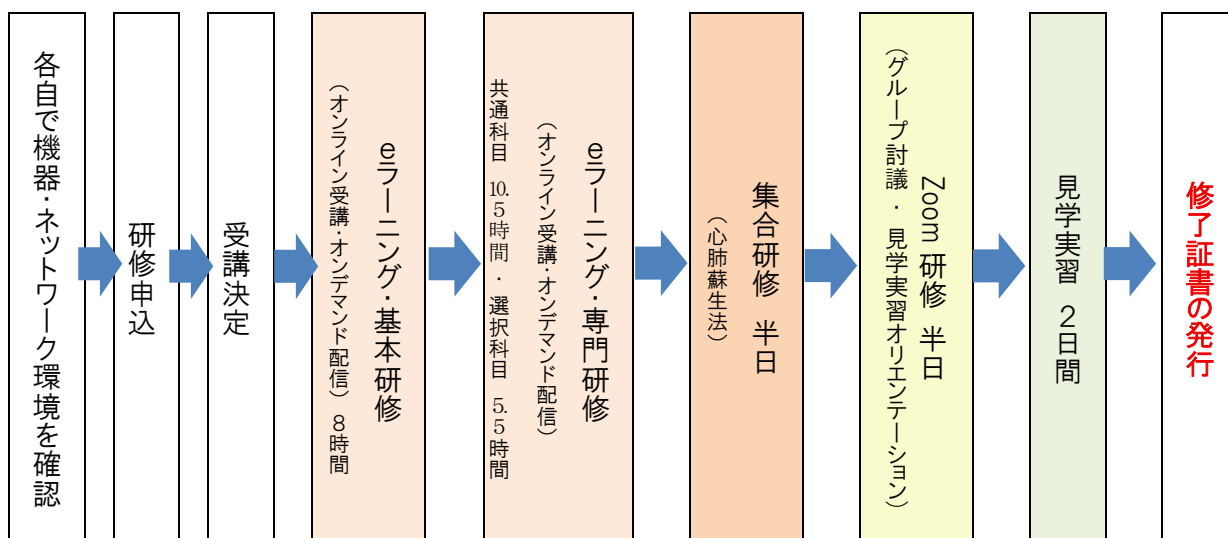 各自で機器・ネットワーク環境を確認
研修申込
受講決定
eラーニング・基本研修
（オンライン受講・オンデマンド配信） 8時間
eラーニング・専門研修
（オンライン受講・オンデマンド配信）
共通科目 10.5時間 ・ 選択科目 5.5時間
集合研修 半日
（心肺蘇生法）
Zoom 研修 半日
（グループ討議 ・ 見学実習オリエンテーション）
見学実習 2日間
修了証書の発行